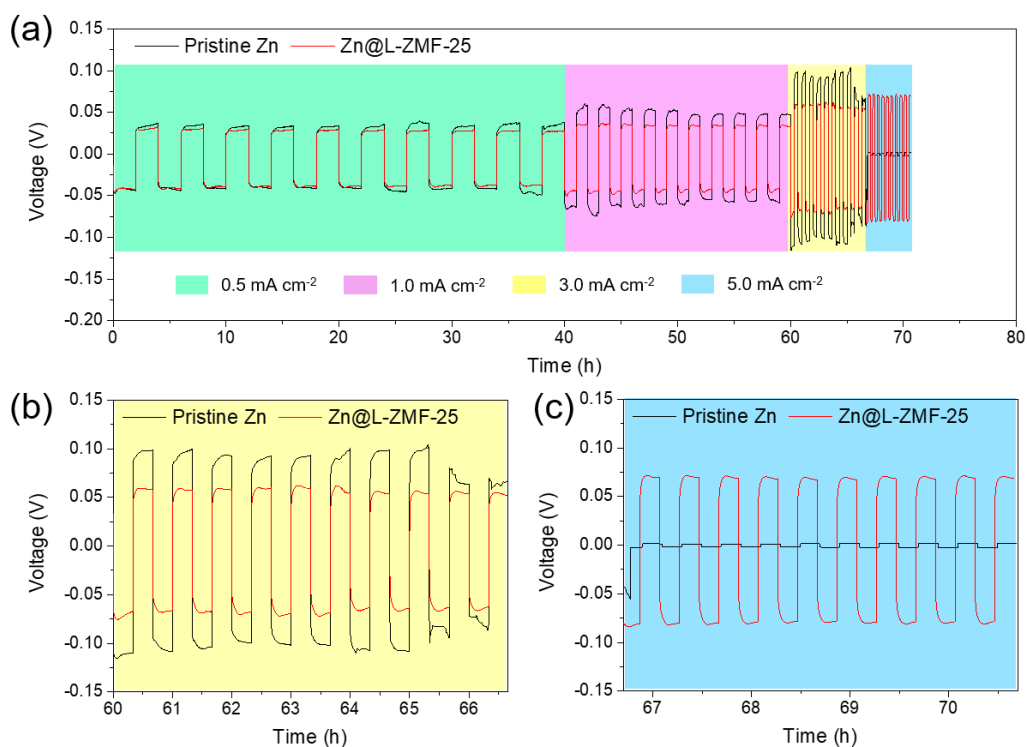 (a)
Pristine Zn
Zn@L-ZMF-25
0.15
0.10
0.05
0.00
-0.05
-0.10
-0.15
-0.20
Voltage (V)
0.5 mA cm⁻²
1.0 mA cm⁻²
3.0 mA cm⁻²
5.0 mA cm⁻²
0 10 20 30 40 50 60 70 80
Time (h)
(b)
Pristine Zn
Zn@L-ZMF-25
0.15
0.10
0.05
0.00
-0.05
-0.10
-0.15
Voltage (V)
60 61 62 63 64 65 66
Time (h)
(c)
Pristine Zn
Zn@L-ZMF-25
0.15
0.10
0.05
0.00
-0.05
-0.10
-0.15
Voltage (V)
67 68 69 70
Time (h)